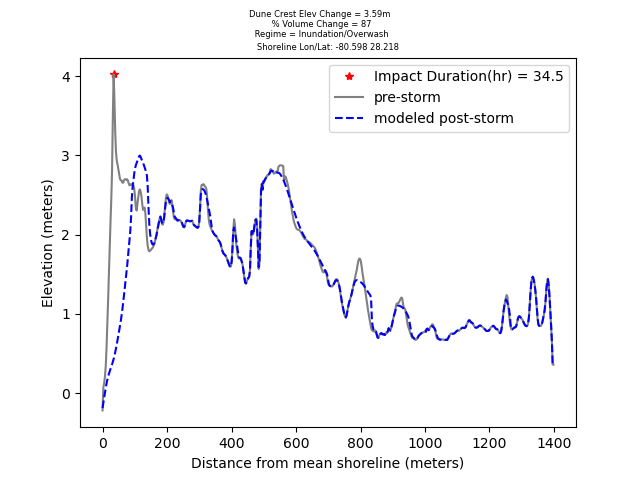 Dune Crest Elev Change = 3.59m
% Volume Change = 87
Regime = Inundation/Overwash
Shoreline Lon/Lat: -80.598 28.218
Impact Duration(hr) = 34.5
pre-storm
modeled post-storm
Elevation (meters)
4
3
2
1
0
0 200 400 600 800 1000 1200 1400
Distance from mean shoreline (meters)